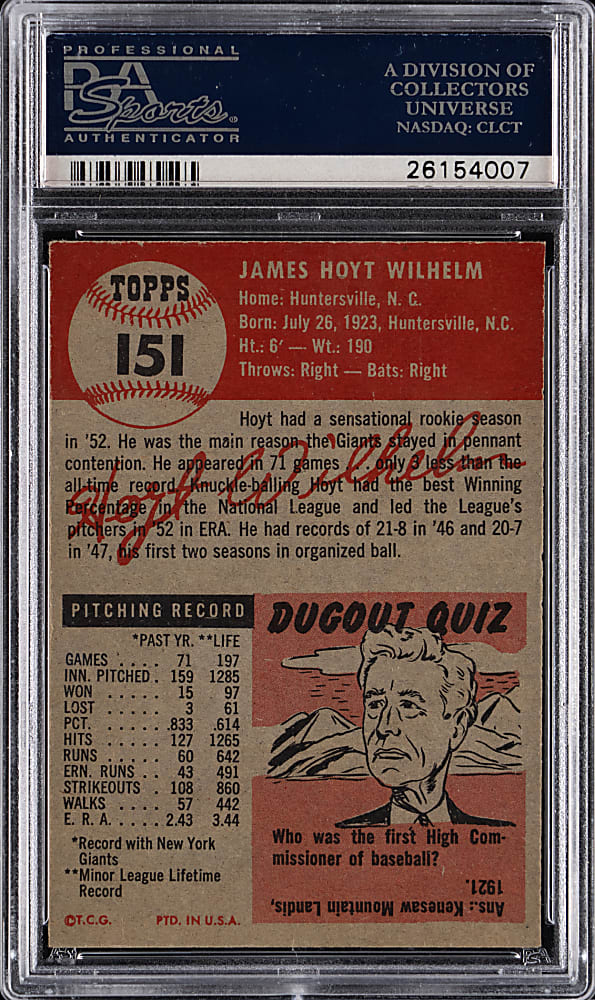 PROFESSIONAL
PSA
Sports®
AUTHENTICATOR
A DIVISION OF
COLLECTORS
UNIVERSE
NASDAQ: CLCT
26154007
TOPPS
151
JAMES HOYT WILHELM
Home: Huntersville, N. C.
Born: July 26, 1923, Huntersville, N.C.
Ht.: 6′ — Wt.: 190
Throws: Right — Bats: Right
Hoyt had a sensational rookie season
in '52. He was the main reason the Giants stayed in pennant
contention. He appeared in 71 games . . . only 3 less than the
all-time record. Knuckle-balling Hoyt had the best Winning
Percentage in the National League and led the League's
pitchers in '52 in ERA. He had records of 21-8 in '46 and 20-7
in '47, his first two seasons in organized ball.
Hoyt Wilhelm
PITCHING RECORD
*PAST YR. **LIFE
GAMES . . . . 71 197
INN. PITCHED . 159 1285
WON . . . . . 15 97
LOST . . . . . 3 61
PCT. . . . . . .833 .614
HITS . . . . . 127 1265
RUNS . . . . . 60 642
ERN. RUNS . . 43 491
STRIKEOUTS . 108 860
WALKS . . . . 57 442
E. R. A. . . . . 2.43 3.44
*Record with New York
Giants
**Minor League Lifetime
Record
©T.C.G. PTD. IN U.S.A.
DUGOUT QUIZ
Who was the first High Com-
missioner of baseball?
Ans.: Kenesaw Mountain Landis,
1921.